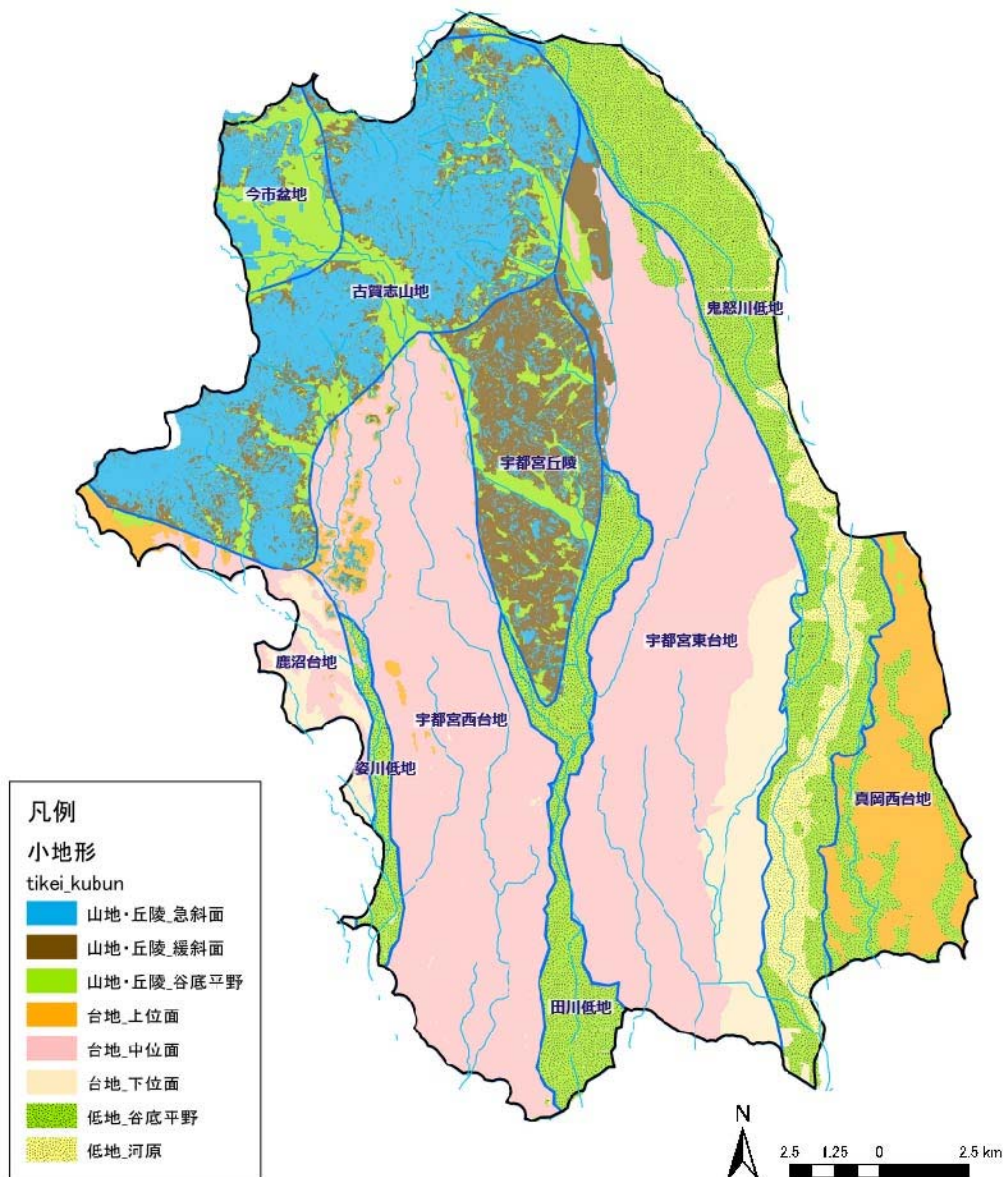 今市盆地
古賀志山地
鬼怒川低地
宇都宮丘陵
宇都宮東台地
鹿沼台地
宇都宮西台地
姿川低地
真岡西台地
田川低地
凡例
小地形
tikei_kubun
山地・丘陵_急斜面
山地・丘陵_緩斜面
山地・丘陵_谷底平野
台地_上位面
台地_中位面
台地_下位面
低地_谷底平野
低地_河原
N
2.5 1.25 0 2.5 km